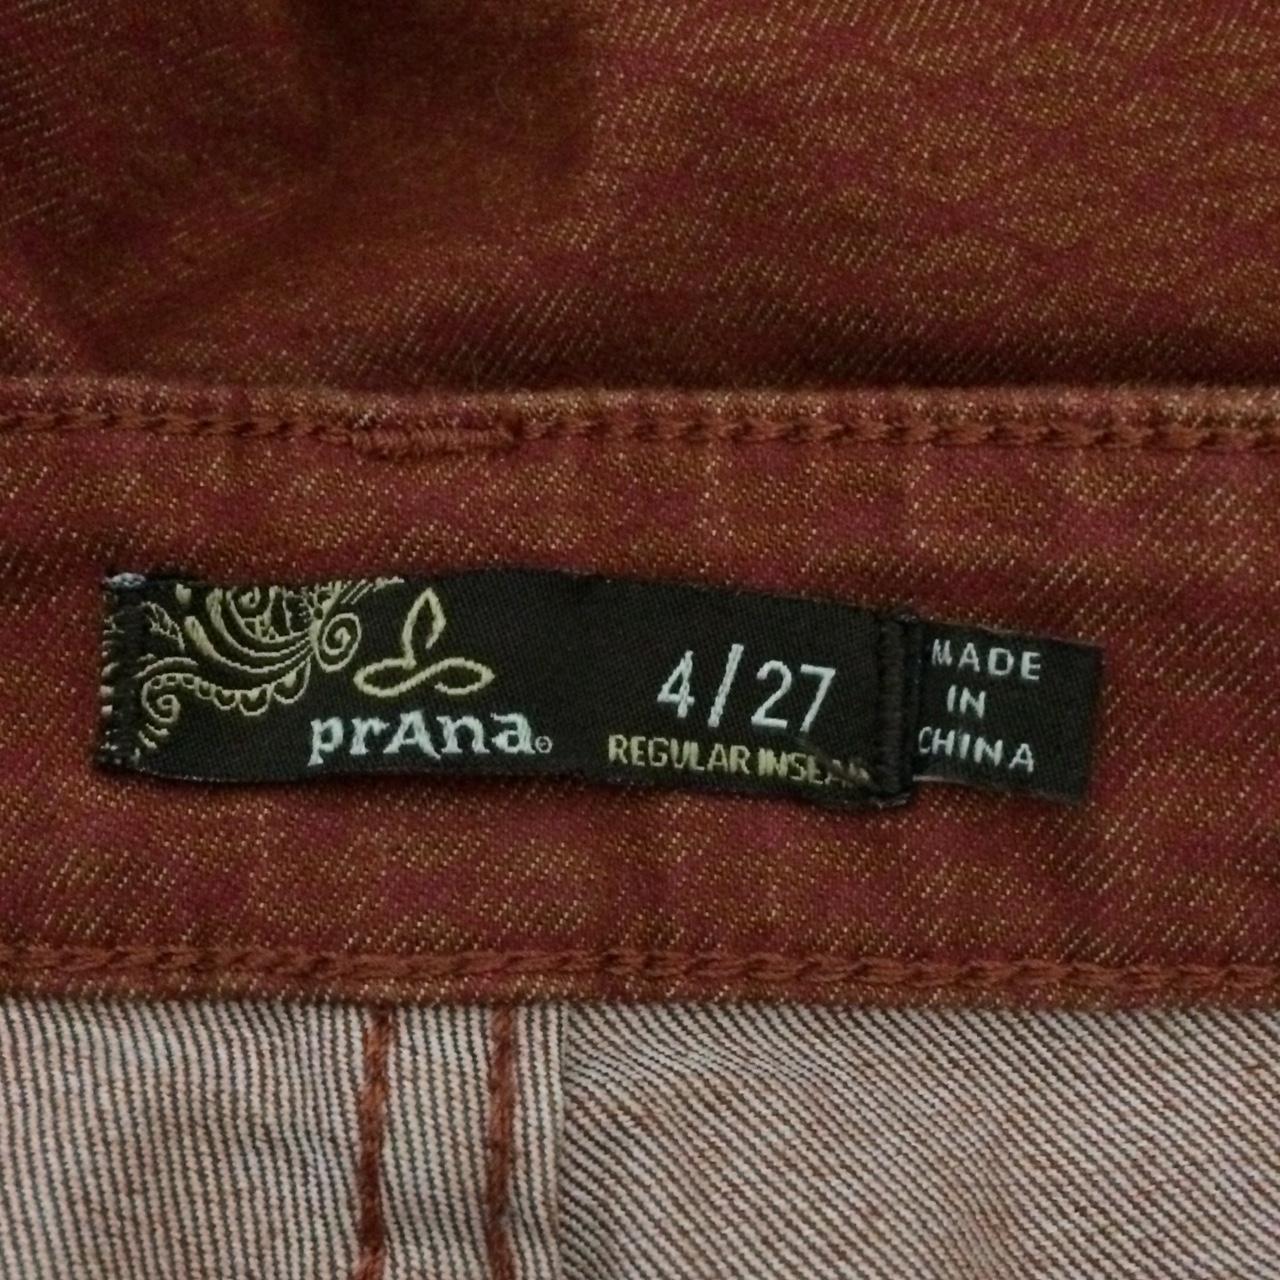 prAna®
4/27
REGULAR INSEAM
MADE
IN
CHINA